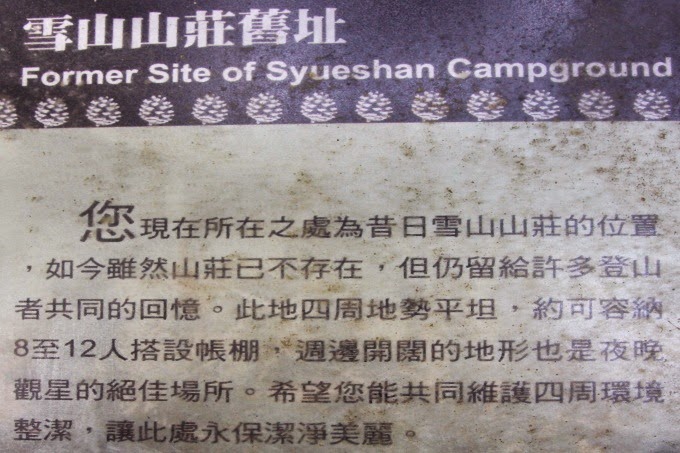 雪山山莊舊址
Former Site of Syueshan Campground
您現在所在之處為昔日雪山山莊的位置
，如今雖然山莊已不存在，但仍留給許多登山
者共同的回憶。此地四周地勢平坦，約可容納
8至12人搭設帳棚，週邊開闊的地形也是夜晚
觀星的絕佳場所。希望您能共同維護四周環境
整潔，讓此處永保潔淨美麗。